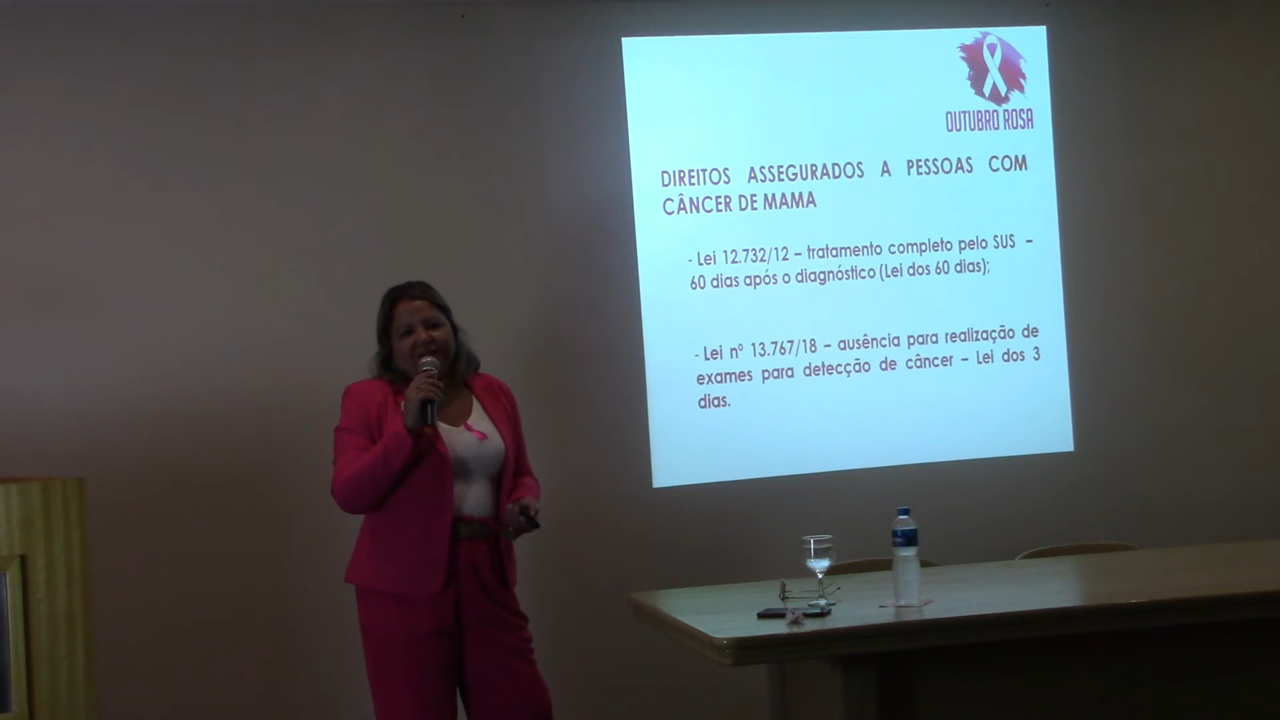 OUTUBRO ROSA
DIREITOS ASSEGURADOS A PESSOAS COM
CÂNCER DE MAMA
- Lei 12.732/12 – tratamento completo pelo SUS –
60 dias após o diagnóstico (Lei dos 60 dias);
- Lei nº 13.767/18 – ausência para realização de
exames para detecção de câncer – Lei dos 3
dias.